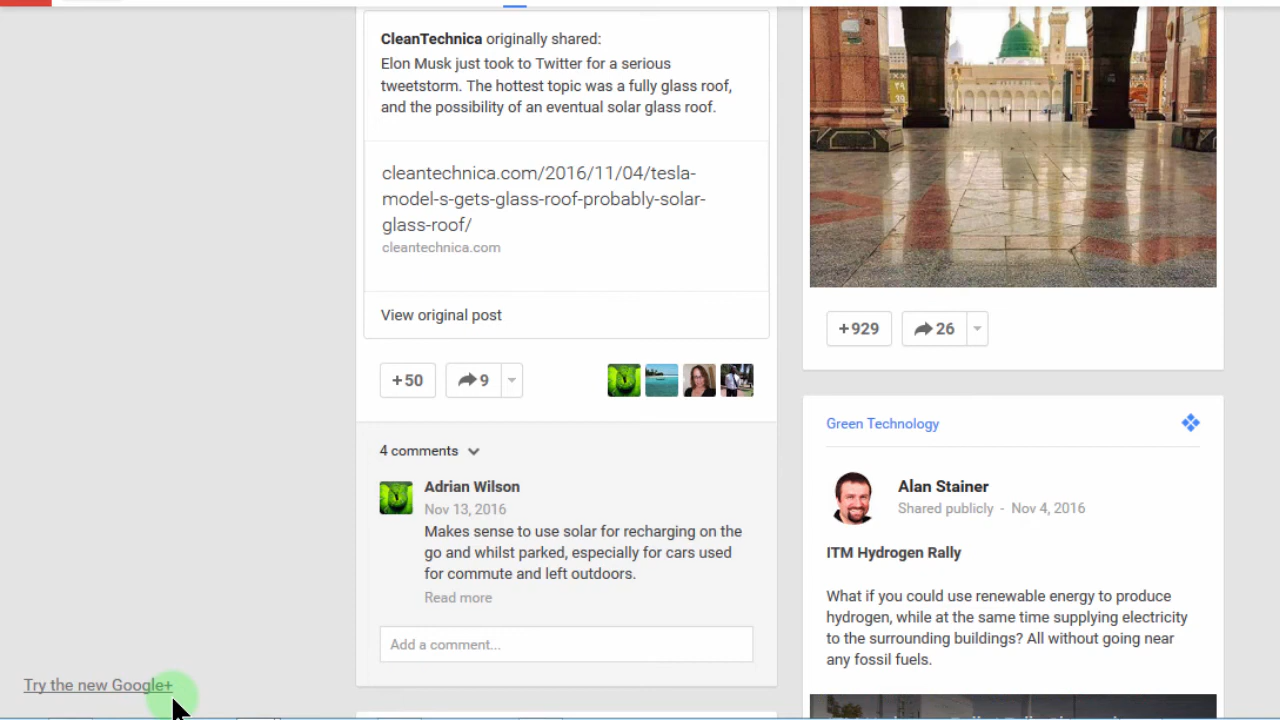 CleanTechnica originally shared:
Elon Musk just took to Twitter for a serious
tweetstorm. The hottest topic was a fully glass roof,
and the possibility of an eventual solar glass roof.
cleantechnica.com/2016/11/04/tesla-
model-s-gets-glass-roof-probably-solar-
glass-roof/
cleantechnica.com
View original post
+50
9
4 comments
Adrian Wilson
Nov 13, 2016
Makes sense to use solar for recharging on the
go and whilst parked, especially for cars used
for commute and left outdoors.
Read more
Add a comment...
+929
26
Green Technology
Alan Stainer
Shared publicly - Nov 4, 2016
ITM Hydrogen Rally
What if you could use renewable energy to produce
hydrogen, while at the same time supplying electricity
to the surrounding buildings? All without going near
any fossil fuels.
Try the new Google+